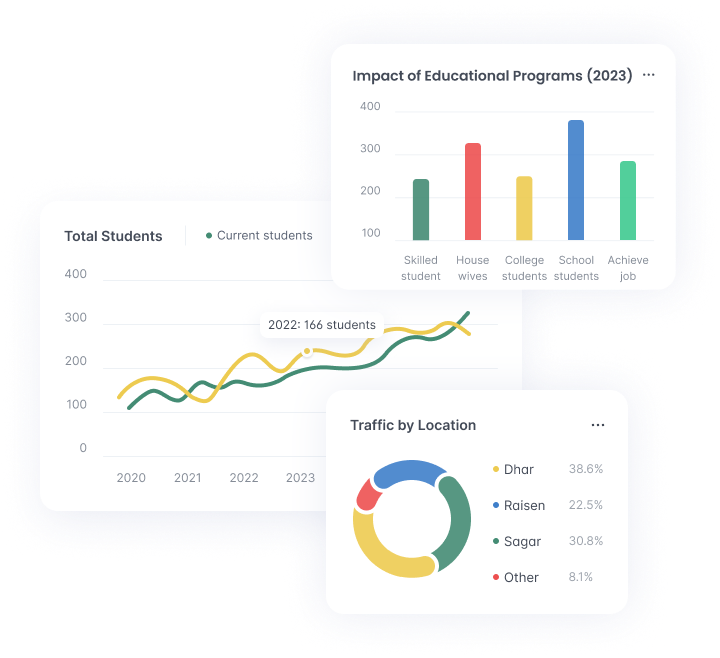 Impact of Educational Programs (2023) ...
400
300
200
100
Skilled student
House wives
College students
School students
Achieve job
Total Students
Current students
400
300
200
100
0
2022: 166 students
2020 2021 2022 2023
Traffic by Location ...
Dhar 38.6%
Raisen 22.5%
Sagar 30.8%
Other 8.1%